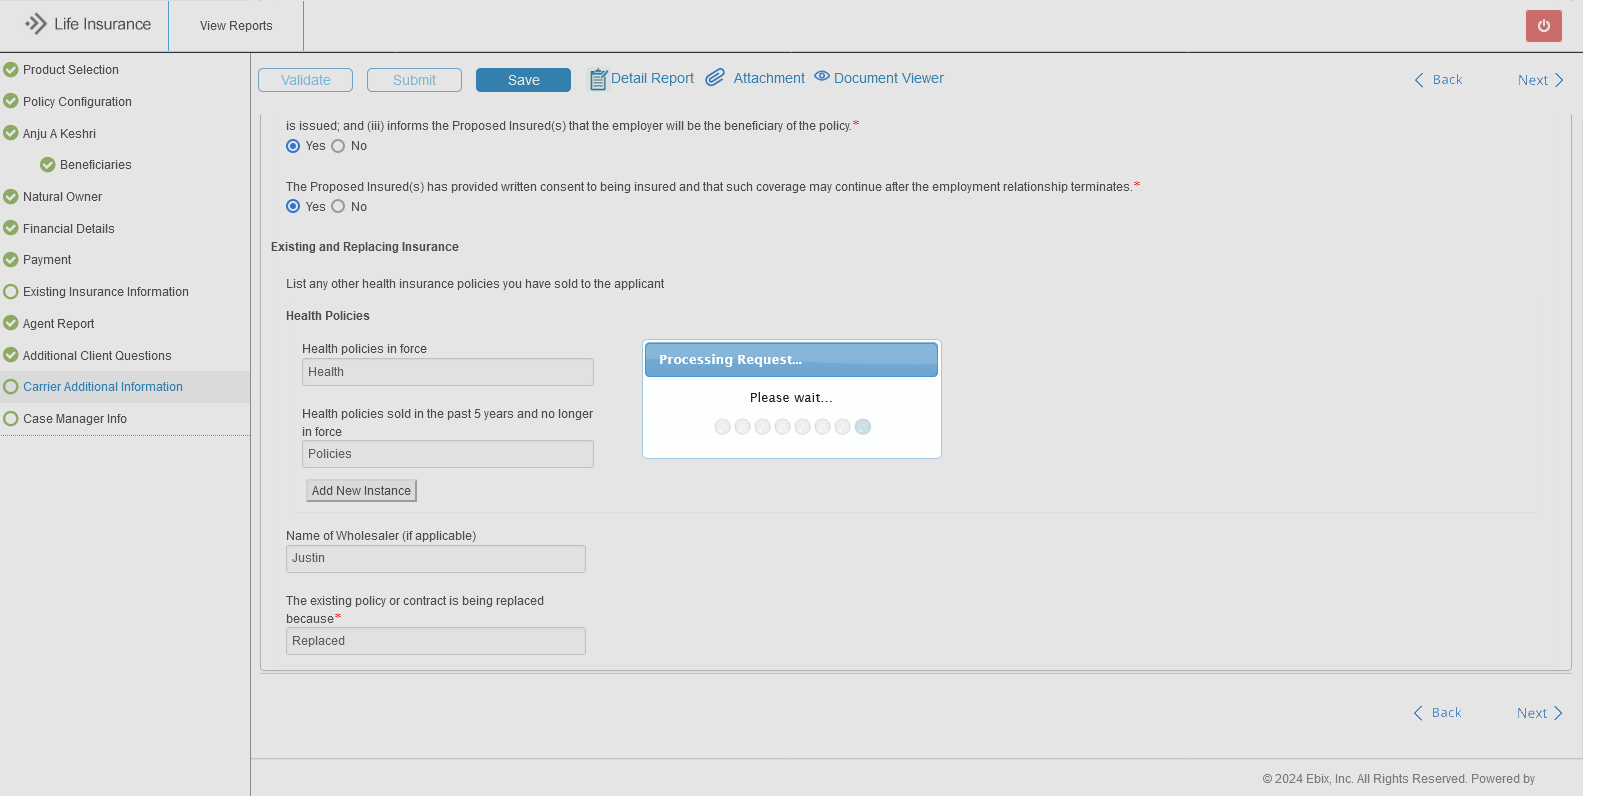 Life Insurance
View Reports
Product Selection
Policy Configuration
Anju A Keshri
Beneficiaries
Natural Owner
Financial Details
Payment
Existing Insurance Information
Agent Report
Additional Client Questions
Carrier Additional Information
Case Manager Info
Validate
Submit
Save
Detail Report
Attachment
Document Viewer
Back
Next
is issued; and (iii) informs the Proposed Insured(s) that the employer will be the beneficiary of the policy.*
Yes No
The Proposed Insured(s) has provided written consent to being insured and that such coverage may continue after the employment relationship terminates.*
Yes No
Existing and Replacing Insurance
List any other health insurance policies you have sold to the applicant
Health Policies
Health policies in force
Health
Health policies sold in the past 5 years and no longer
in force
Policies
Add New Instance
Processing Request...
Please wait...
Name of Wholesaler (if applicable)
Justin
The existing policy or contract is being replaced
because*
Replaced
Back
Next
© 2024 Ebix, Inc. All Rights Reserved. Powered by